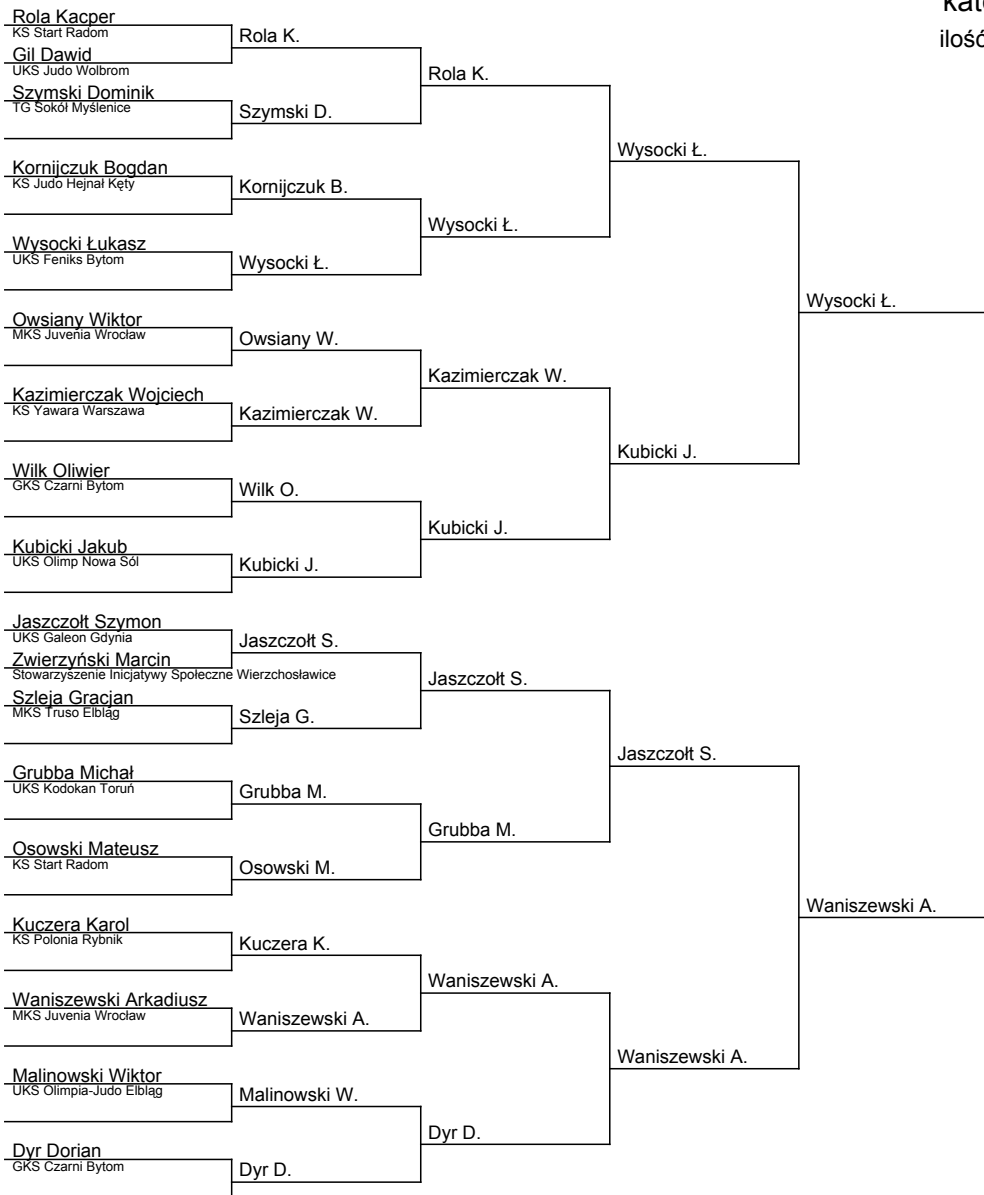 kat
ilość
Rola Kacper
KS Start Radom
Gil Dawid
UKS Judo Wolbrom
Szymski Dominik
TG Sokół Myślenice
Kornijczuk Bogdan
KS Judo Hejnał Kęty
Wysocki Łukasz
UKS Feniks Bytom
Owsiany Wiktor
MKS Juvenia Wrocław
Kazimierczak Wojciech
KS Yawara Warszawa
Wilk Oliwier
GKS Czarni Bytom
Kubicki Jakub
UKS Olimp Nowa Sól
Jaszczołt Szymon
UKS Galeon Gdynia
Zwierzyński Marcin
Stowarzyszenie Inicjatywy Społeczne Wierzchosławice
Szleja Gracjan
MKS Truso Elbląg
Grubba Michał
UKS Kodokan Toruń
Osowski Mateusz
KS Start Radom
Kuczera Karol
KS Polonia Rybnik
Waniszewski Arkadiusz
MKS Juvenia Wrocław
Malinowski Wiktor
UKS Olimpia-Judo Elbląg
Dyr Dorian
GKS Czarni Bytom
Rola K.
Szymski D.
Kornijczuk B.
Wysocki Ł.
Owsiany W.
Kazimierczak W.
Wilk O.
Kubicki J.
Jaszczołt S.
Szleja G.
Grubba M.
Osowski M.
Kuczera K.
Waniszewski A.
Malinowski W.
Dyr D.
Rola K.
Wysocki Ł.
Kazimierczak W.
Kubicki J.
Jaszczołt S.
Grubba M.
Waniszewski A.
Dyr D.
Wysocki Ł.
Kubicki J.
Jaszczołt S.
Waniszewski A.
Wysocki Ł.
Waniszewski A.